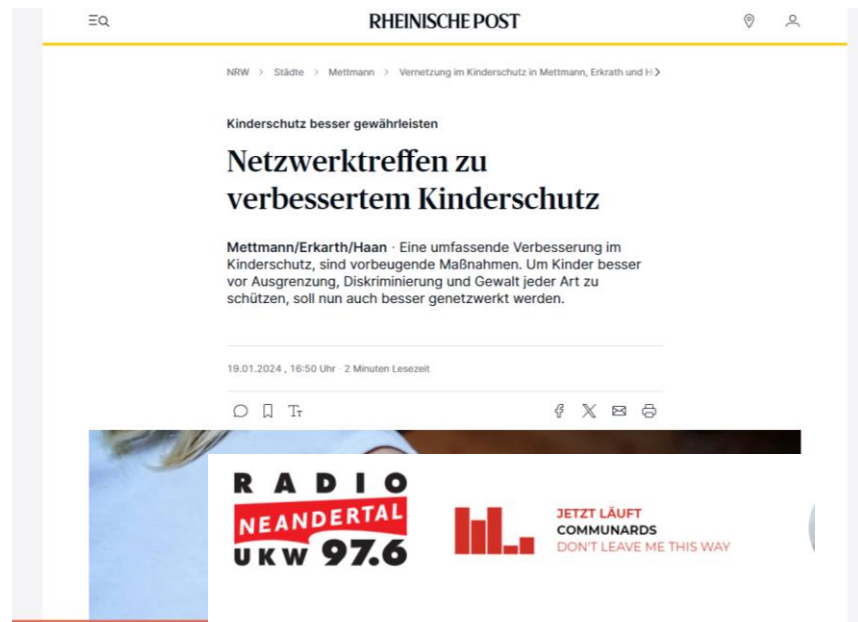 RHEINISCHE POST
NRW > Städte > Mettmann > Vernetzung im Kinderschutz in Mettmann, Erkrath und
Kinderschutz besser gewährleisten
Netzwerktreffen zu
verbessertem Kinderschutz
Mettmann/Erkarth/Haan · Eine umfassende Verbesserung im
Kinderschutz, sind vorbeugende Maßnahmen. Um Kinder besser
vor Ausgrenzung, Diskriminierung und Gewalt jeder Art zu
schützen, soll nun auch besser genetzwerkt werden.
19.01.2024 , 16:50 Uhr · 2 Minuten Lesezeit
RADIO
NEANDERTAL
UKW 97.6
JETZT LÄUFT
COMMUNARDS
DON'T LEAVE ME THIS WAY